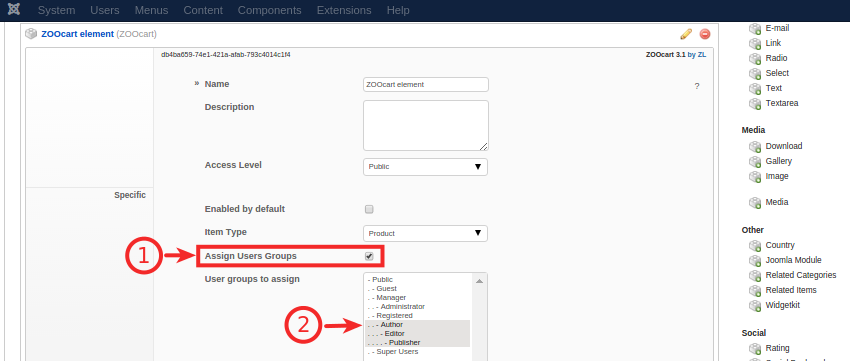 System Users Menus Content Components Extensions Help
ZOOcart element (ZOOcart)
db4ba659-74e1-421a-afab-793c4014c1f4
ZOOcart 3.1 by ZL
» Name
ZOOcart element
?
Description
Access Level
Public
Specific
Enabled by default
Item Type
Product
1
Assign Users Groups
User groups to assign
- Public
. - Guest
. - Manager
. . - Administrator
. - Registered
. . - Author
. . . - Editor
. . . . - Publisher
. - Super Users
2
E-mail
Link
Radio
Select
Text
Textarea
Media
Download
Gallery
Image
Media
Other
Country
Joomla Module
Related Categories
Related Items
Widgetkit
Social
Rating